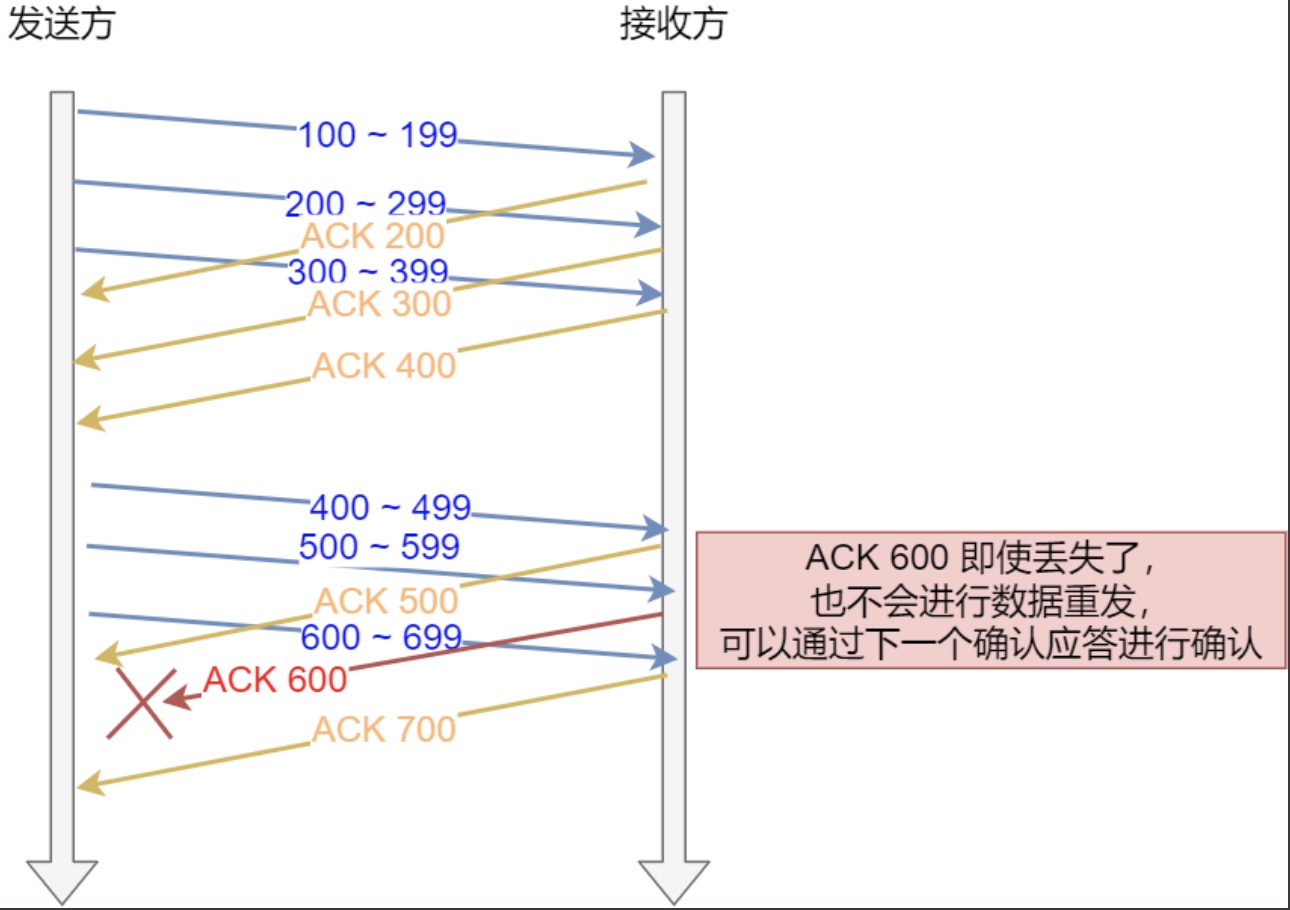 发送方
接收方
100 ~ 199
200 ~ 299
ACK 200
300 ~ 399
ACK 300
ACK 400
400 ~ 499
500 ~ 599
ACK 500
600 ~ 699
ACK 600
ACK 700
ACK 600 即使丢失了，
也不会进行数据重发，
可以通过下一个确认应答进行确认